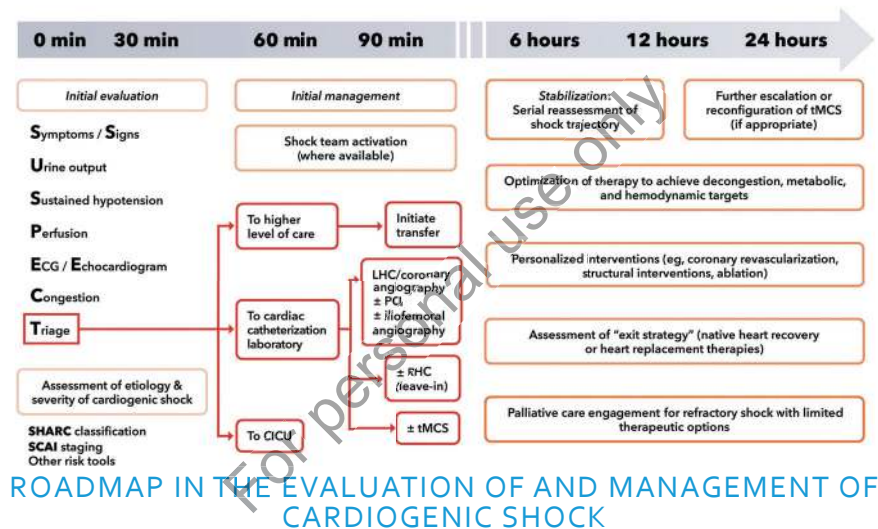 0 min 30 min 60 min 90 min 6 hours 12 hours 24 hours
Initial evaluation
Symptoms / Signs
Urine output
Sustained hypotension
Perfusion
ECG / Echocardiogram
Congestion
Triage
Assessment of etiology &
severity of cardiogenic shock
SHARC classification
SCAI staging
Other risk tools
Initial management
Shock team activation
(where available)
To higher
level of care
Initiate
transfer
To cardiac
catheterization
laboratory
LHC/coronary
angiography
± PCI
± iliofemoral
angiography
± RHC
(leave-in)
± tMCS
To CICU
Stabilization:
Serial reassessment of
shock trajectory
Further escalation or
reconfiguration of tMCS
(if appropriate)
Optimization of therapy to achieve decongestion, metabolic,
and hemodynamic targets
Personalized interventions (eg, coronary revascularization,
structural interventions, ablation)
Assessment of “exit strategy” (native heart recovery
or heart replacement therapies)
Palliative care engagement for refractory shock with limited
therapeutic options
For personal use only
ROADMAP IN THE EVALUATION OF AND MANAGEMENT OF
CARDIOGENIC SHOCK